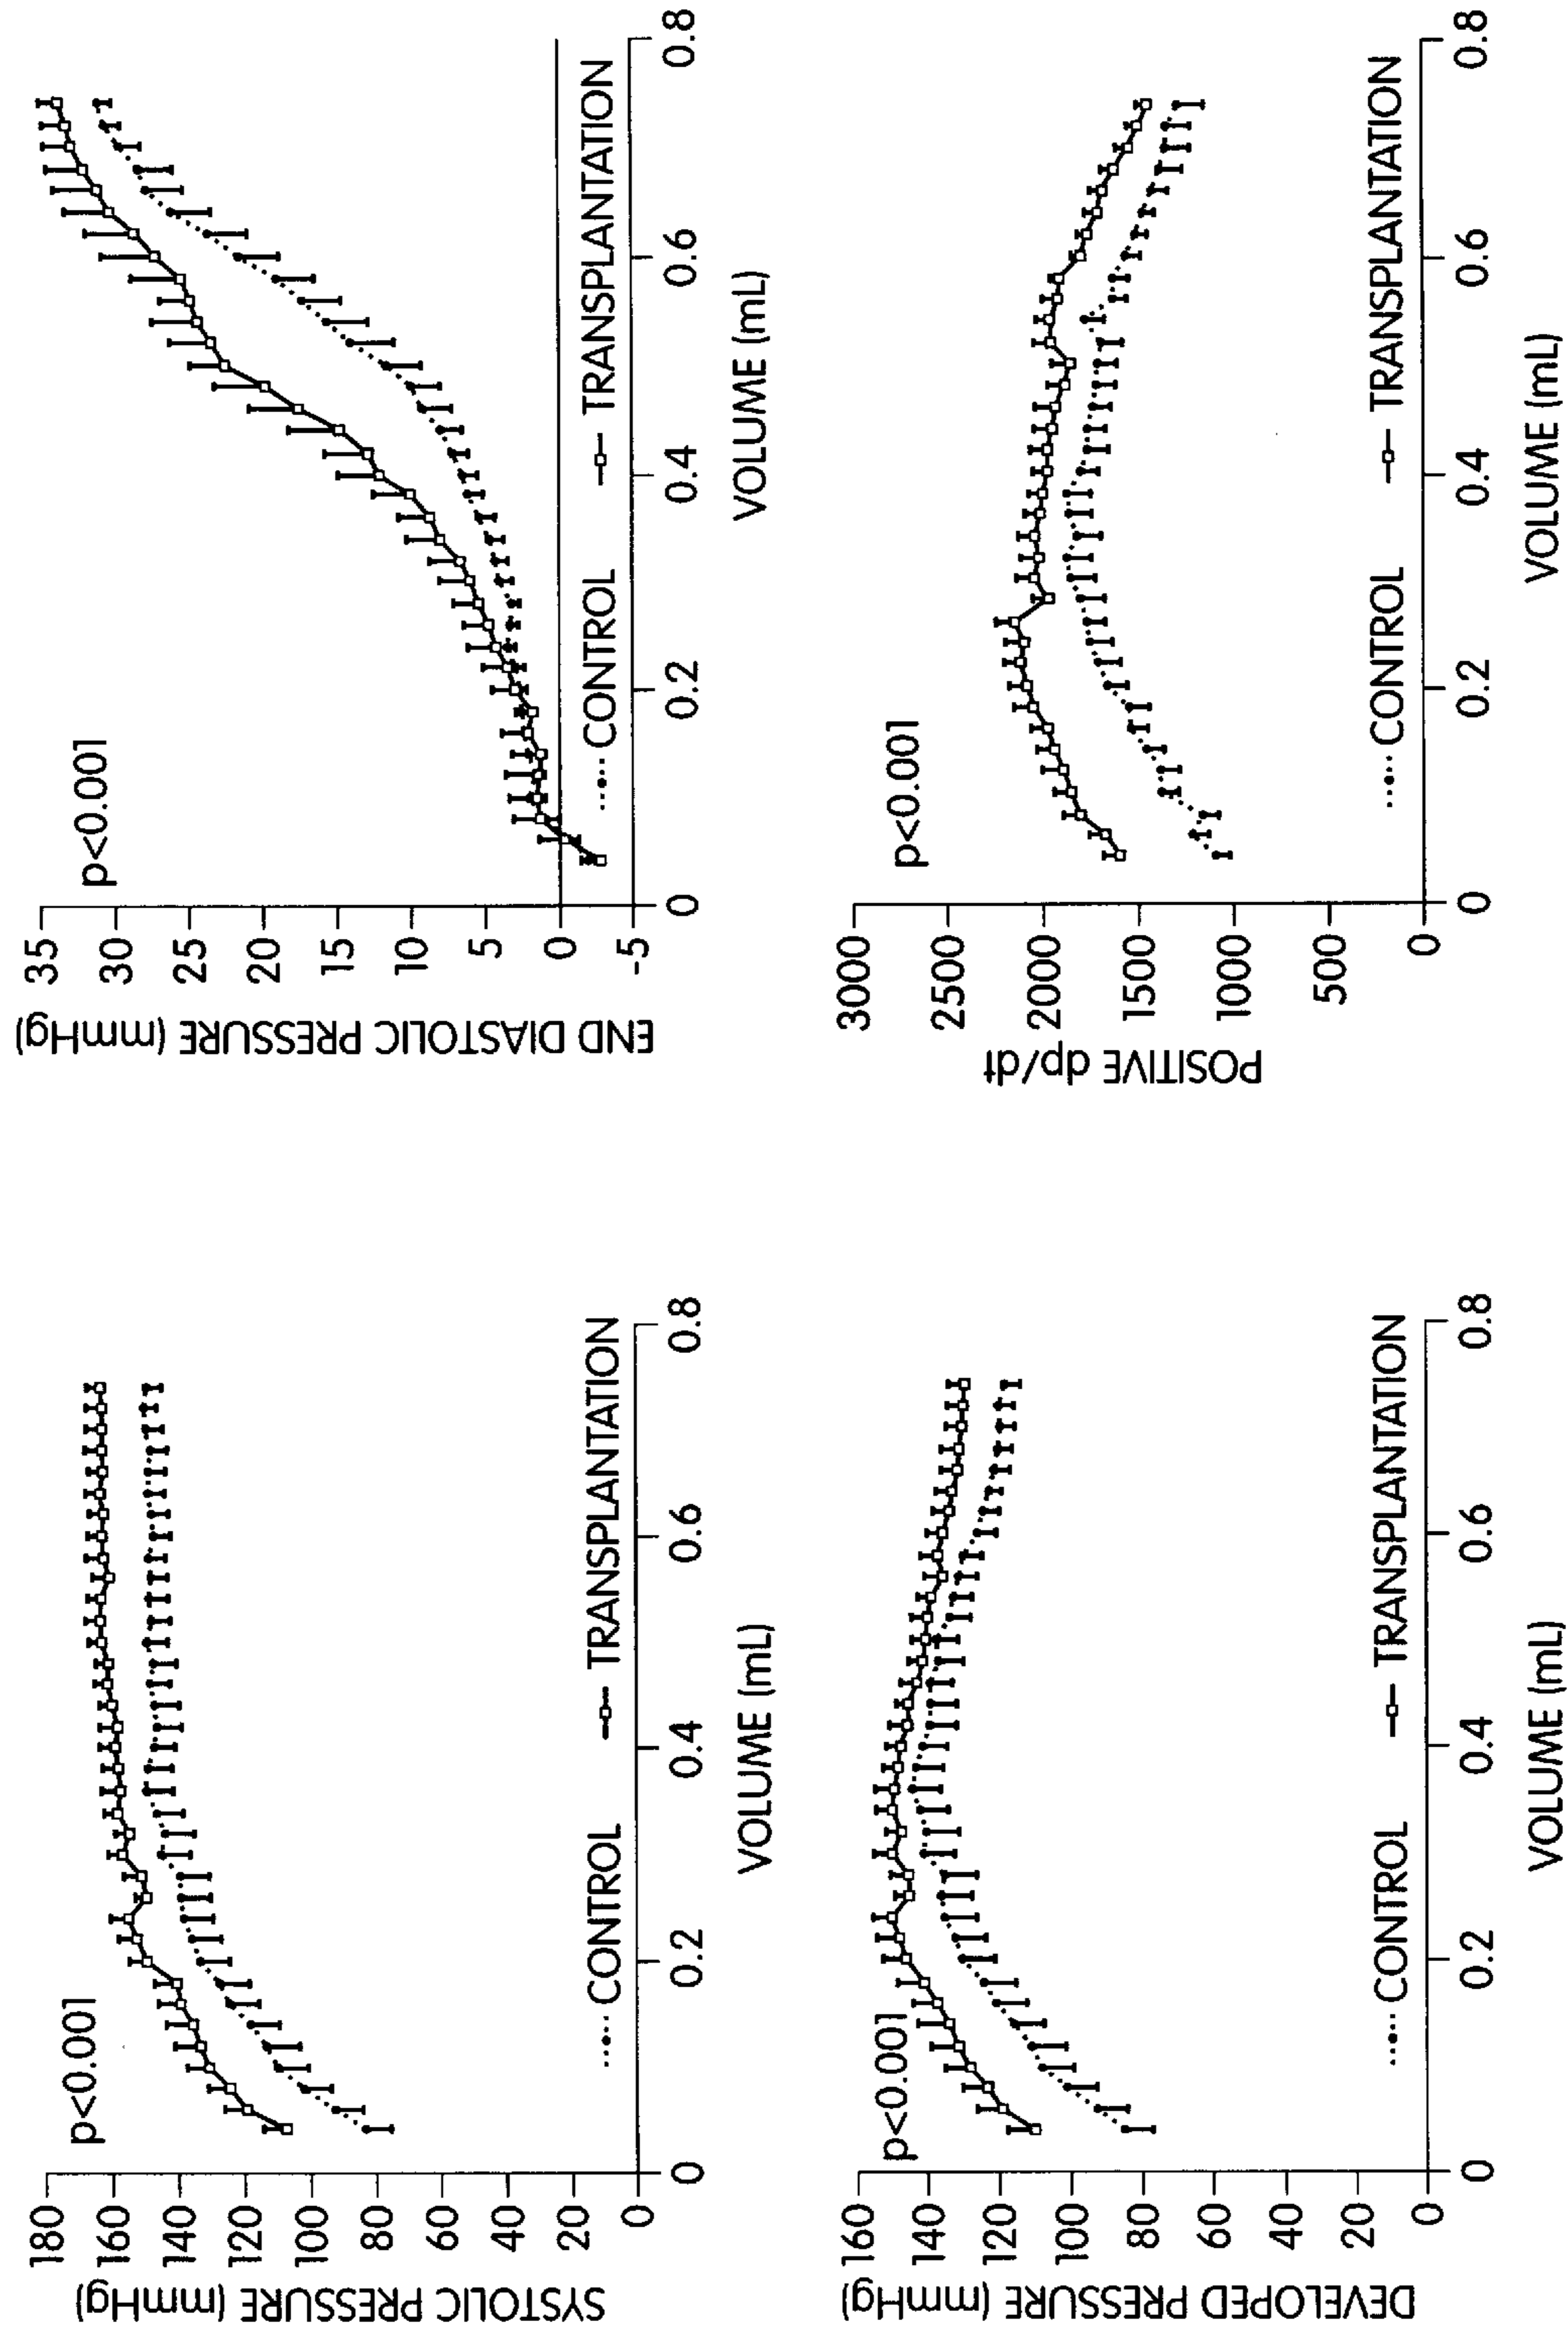 SYSTOLIC PRESSURE (mmHg)
180
160
140
120
100
80
60
40
20
0
p<0.001
CONTROL TRANSPLANTATION
0 0.2 0.4 0.6 0.8
VOLUME (mL)
END DIASTOLIC PRESSURE (mmHg)
35
30
25
20
15
10
5
0
-5
p<0.001
CONTROL TRANSPLANTATION
0 0.2 0.4 0.6 0.8
VOLUME (mL)
DEVELOPED PRESSURE (mmHg)
160
140
120
100
80
60
40
20
0
p<0.001
CONTROL TRANSPLANTATION
0 0.2 0.4 0.6 0.8
VOLUME (mL)
POSITIVE dp/dt
3000
2500
2000
1500
1000
500
0
p<0.001
CONTROL TRANSPLANTATION
0 0.2 0.4 0.6 0.8
VOLUME (mL)